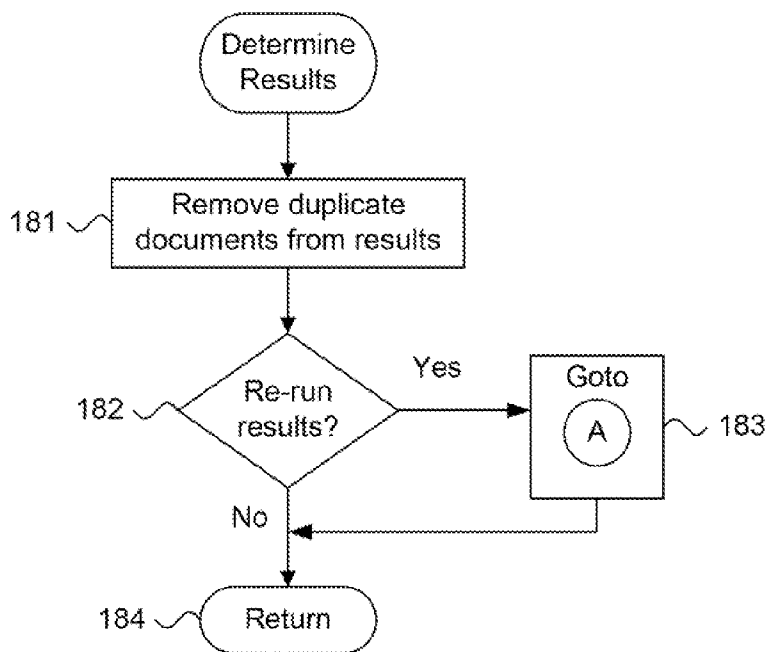 Determine
Results
181
Remove duplicate
documents from results
182
Re-run
results?
Yes
Goto
A
183
No
184
Return